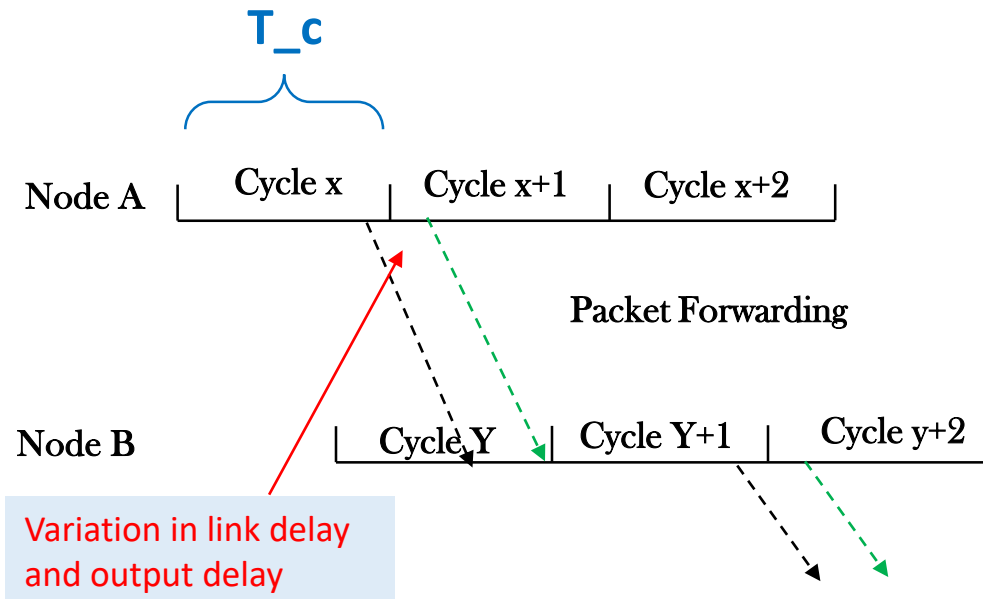 T_c
Node A
Cycle x
Cycle x+1
Cycle x+2
Packet Forwarding
Node B
Cycle Y
Cycle Y+1
Cycle y+2
Variation in link delay
and output delay